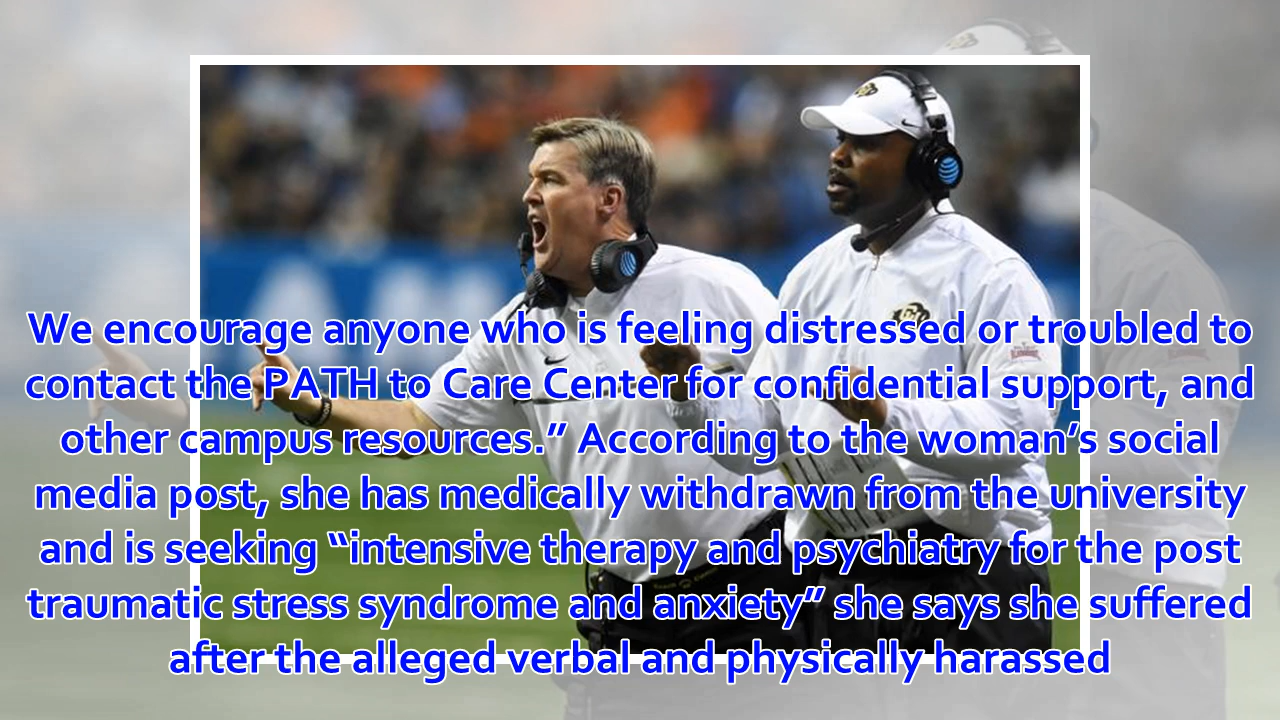 We encourage anyone who is feeling distressed or troubled to
contact the PATH to Care Center for confidential support, and
other campus resources.” According to the woman’s social
media post, she has medically withdrawn from the university
and is seeking “intensive therapy and psychiatry for the post
traumatic stress syndrome and anxiety” she says she suffered
after the alleged verbal and physically harassed